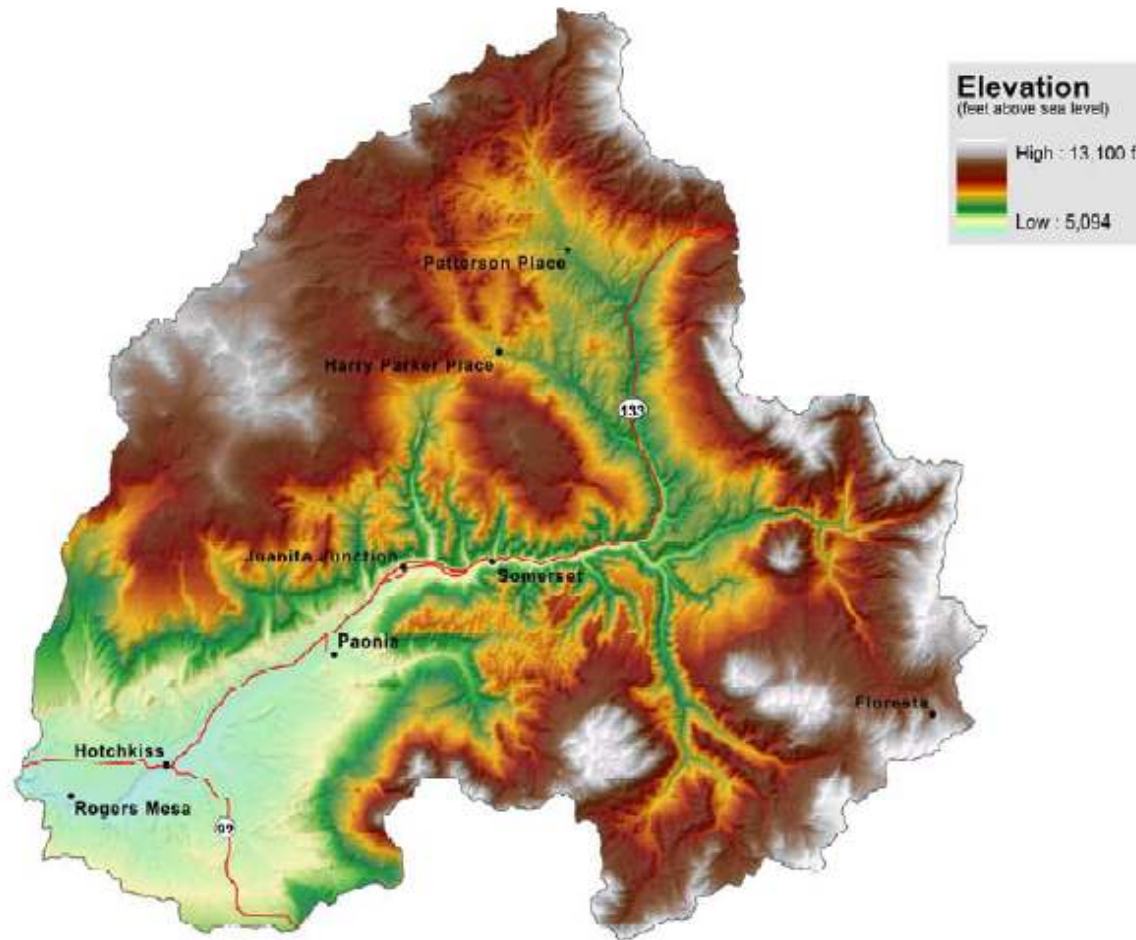 Elevation
(feet above sea level)
High : 13 100 f
Low : 5,094
Patterson Place
Harry Parker Place
133
Juanita Junction
Somerset
Paonia
Floresta
Hotchkiss
Rogers Mesa